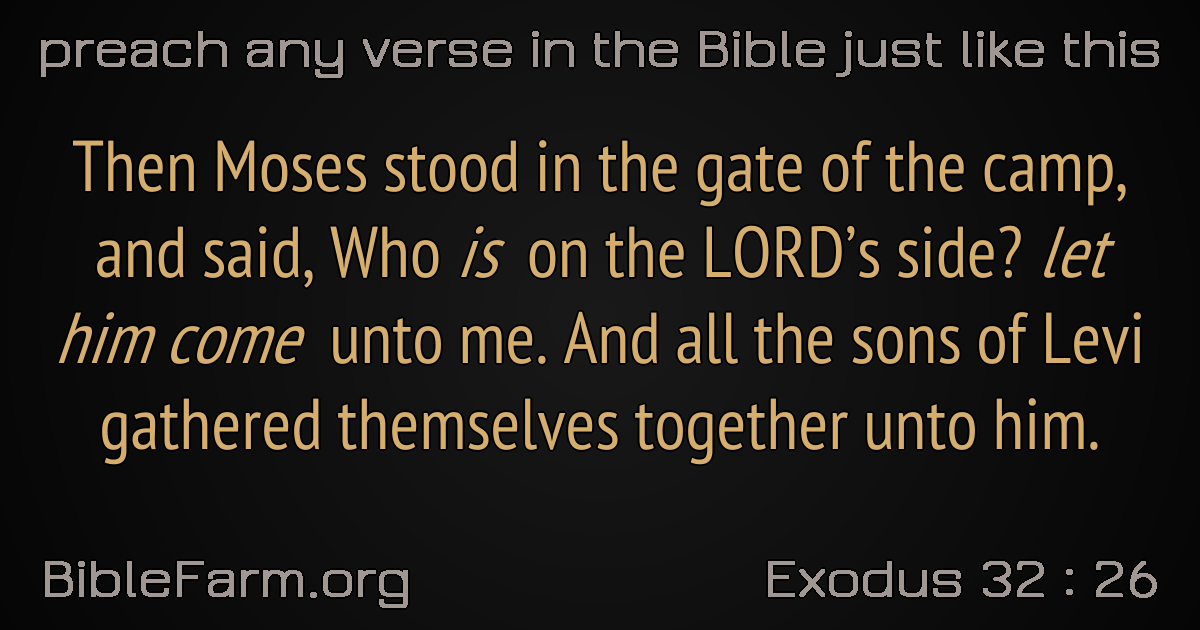 preach any verse in the Bible just like this
Then Moses stood in the gate of the camp,
and said, Who is on the LORD’s side? let
him come unto me. And all the sons of Levi
gathered themselves together unto him.
BibleFarm.org
Exodus 32 : 26